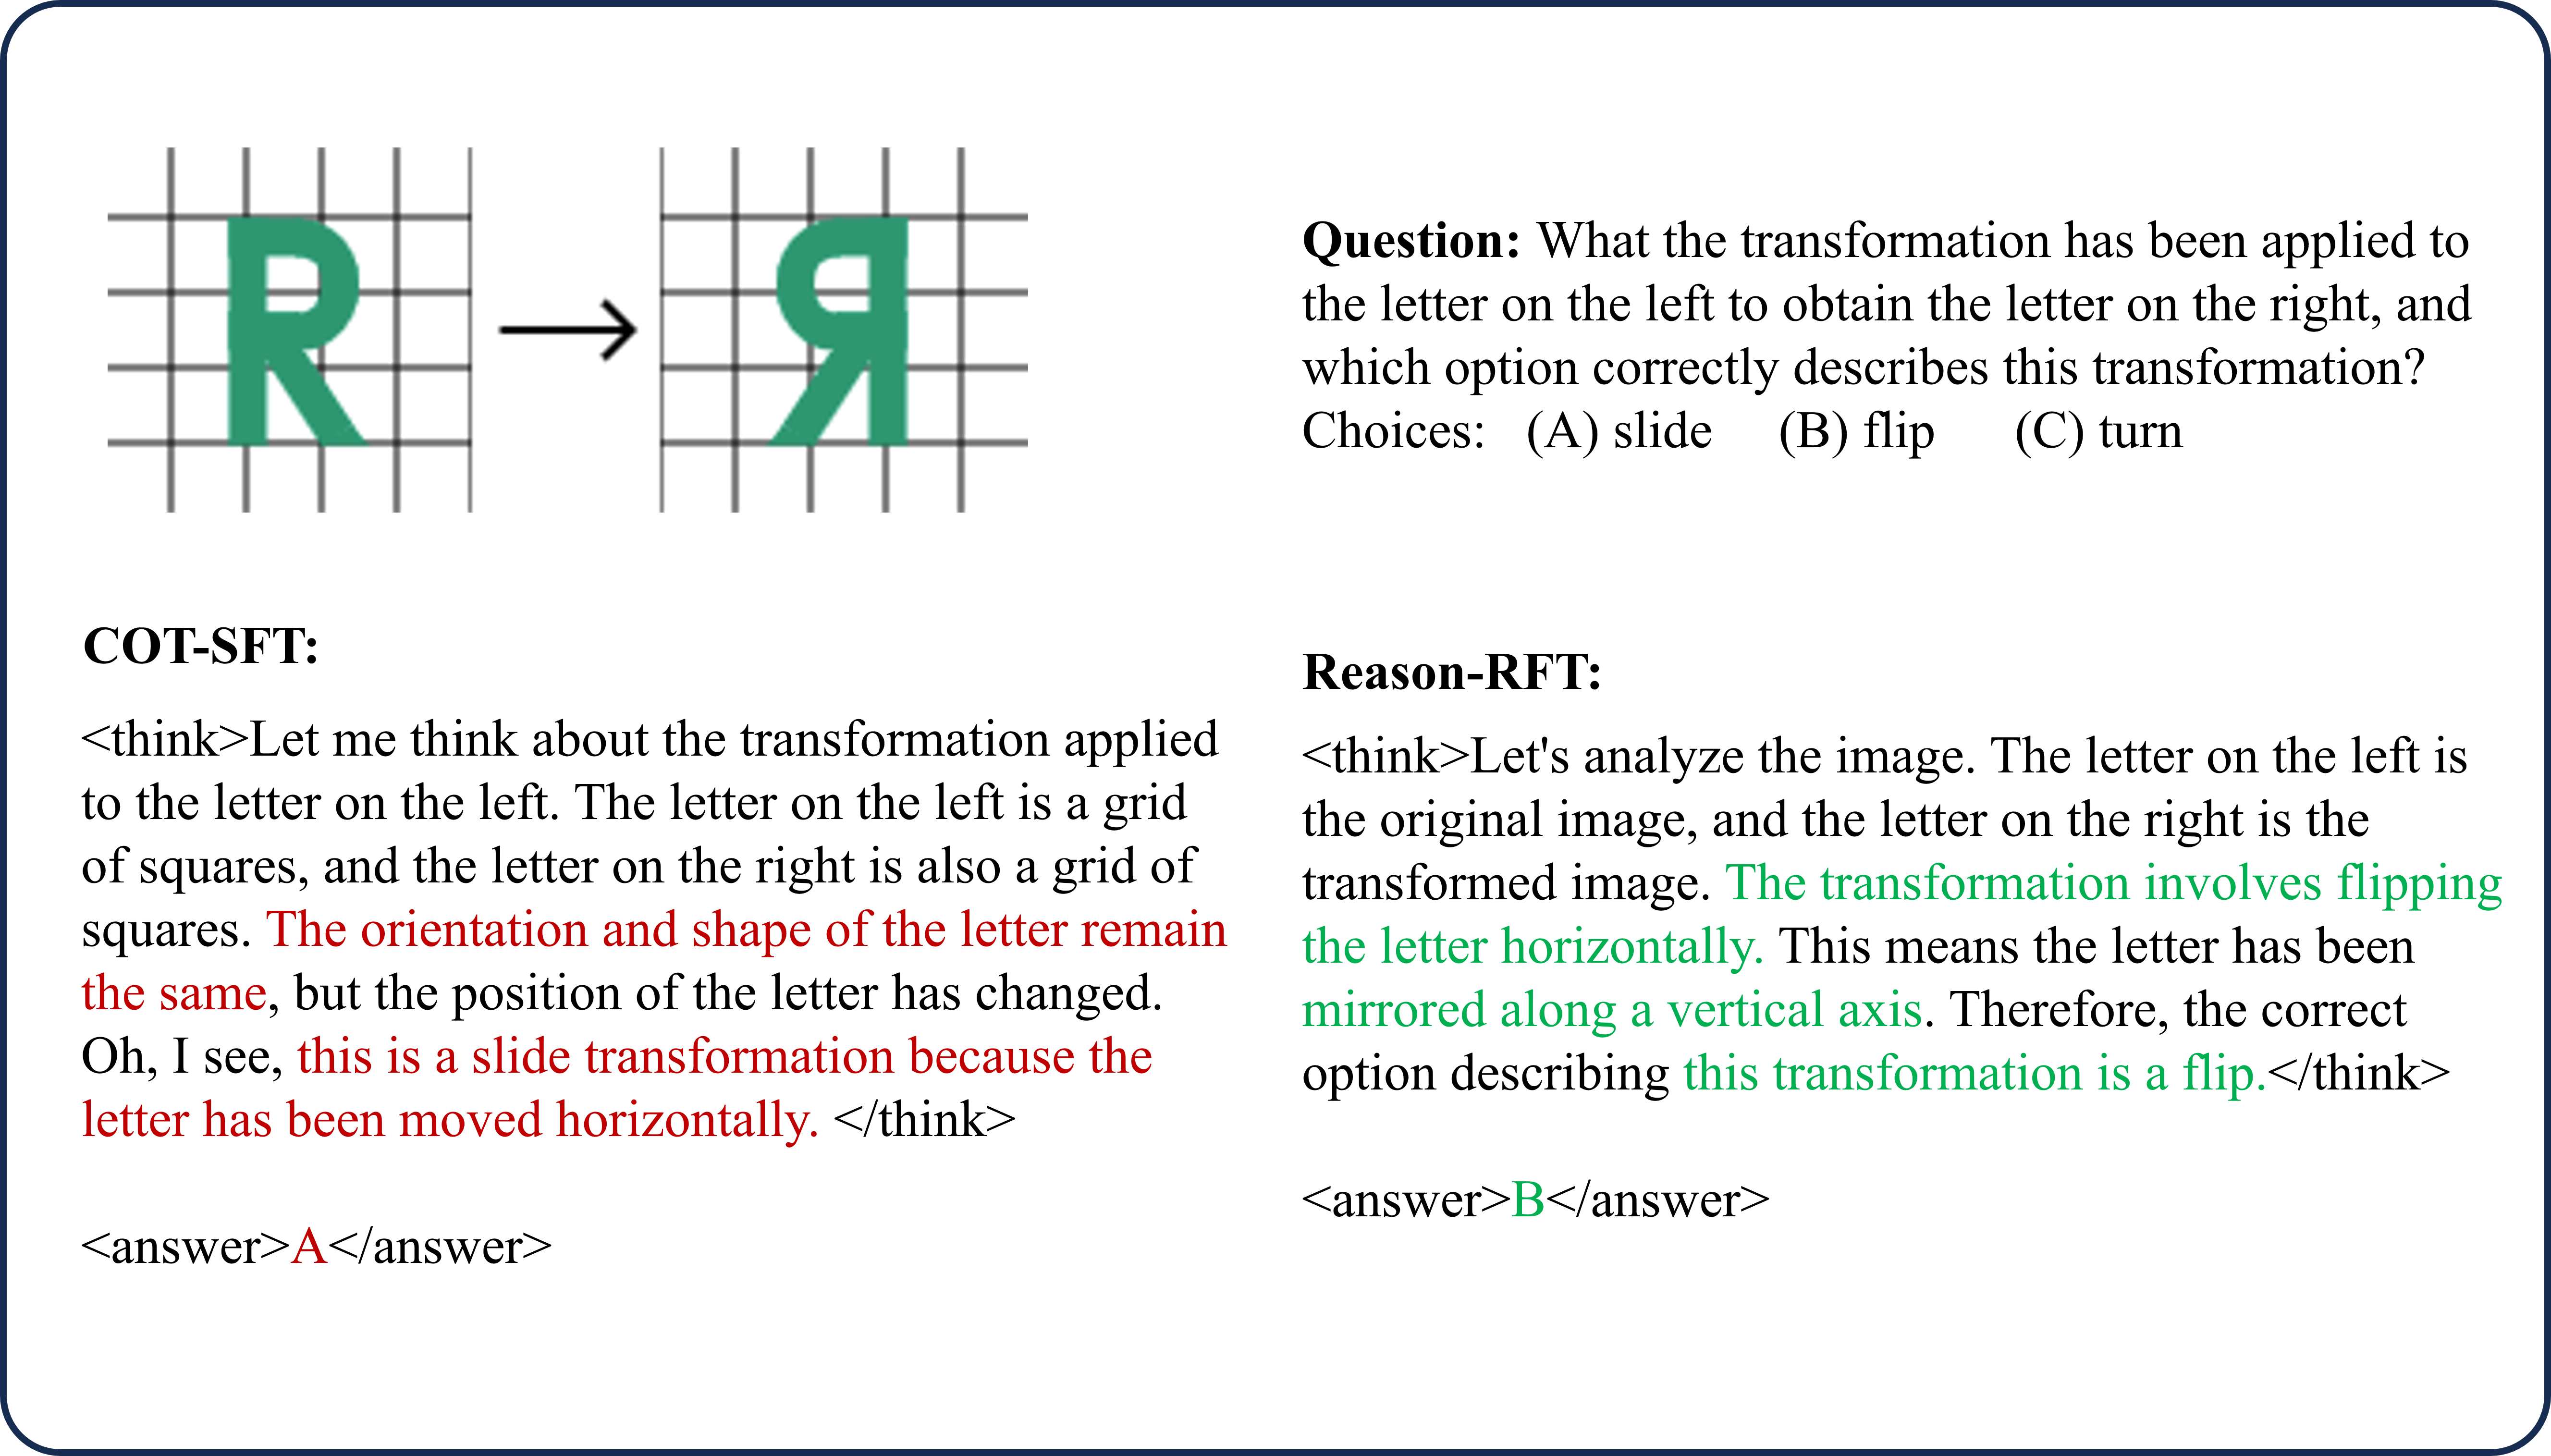 R
Я
Question: What the transformation has been applied to
the letter on the left to obtain the letter on the right, and
which option correctly describes this transformation?
Choices: (A) slide (B) flip (C) turn
COT-SFT:
<think>Let me think about the transformation applied
to the letter on the left. The letter on the left is a grid
of squares, and the letter on the right is also a grid of
squares. The orientation and shape of the letter remain
the same, but the position of the letter has changed.
Oh, I see, this is a slide transformation because the
letter has been moved horizontally. </think>
<answer>A</answer>
Reason-RFT:
<think>Let's analyze the image. The letter on the left is
the original image, and the letter on the right is the
transformed image. The transformation involves flipping
the letter horizontally. This means the letter has been
mirrored along a vertical axis. Therefore, the correct
option describing this transformation is a flip.</think>
<answer>B</answer>